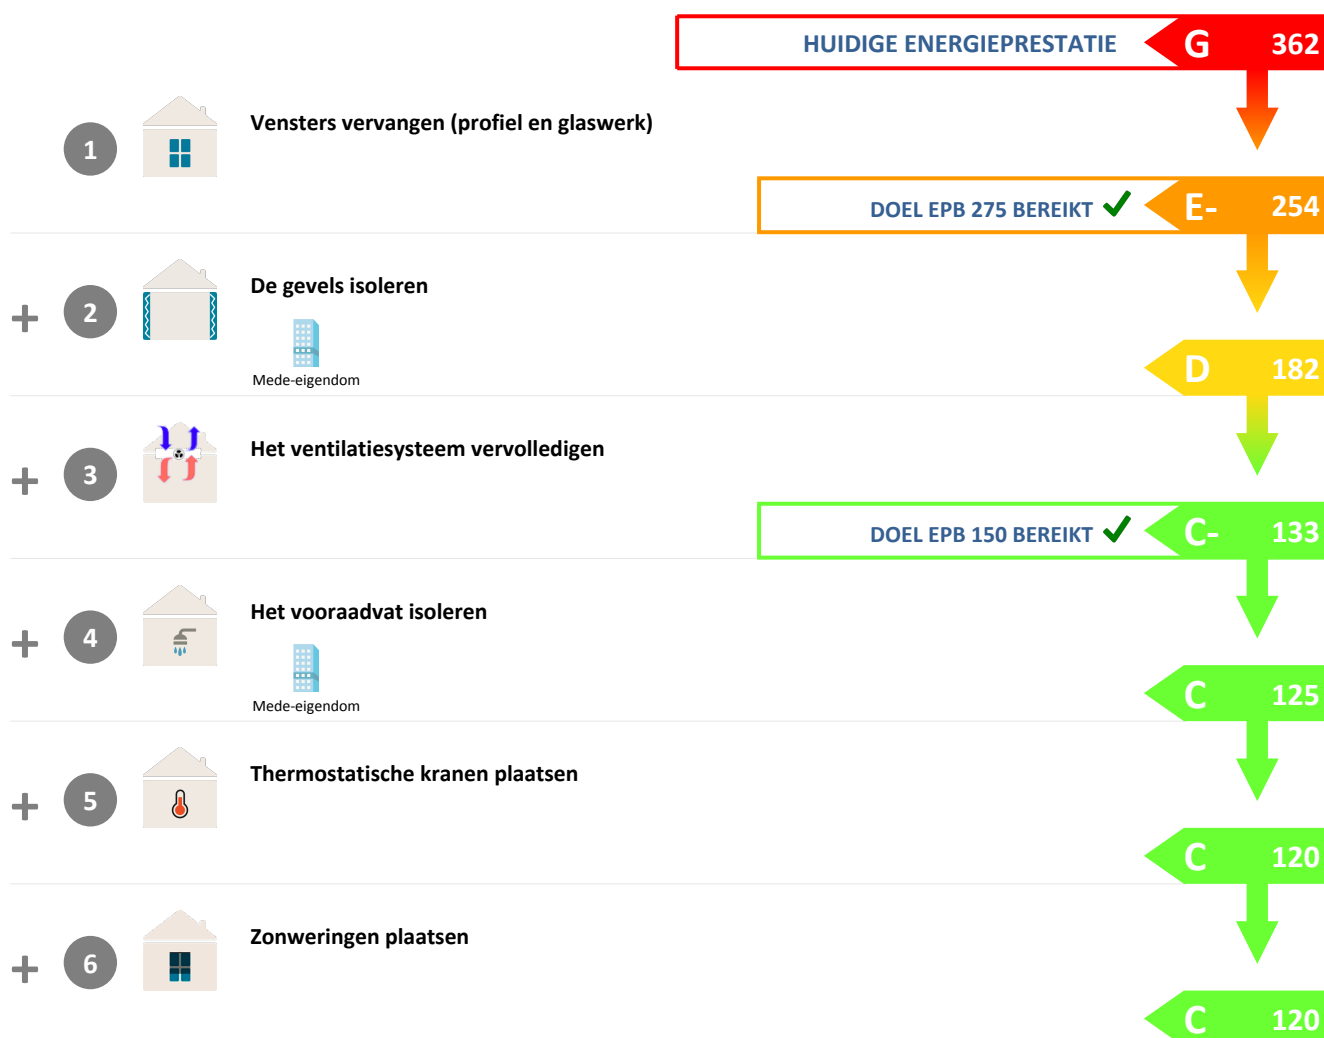 HUIDIGE ENERGIEPRESTATIE G 362
1 Vensters vervangen (profiel en glaswerk)
DOEL EPB 275 BEREIKT E- 254
+ 2 De gevels isoleren
Mede-eigendom
D 182
+ 3 Het ventilatiesysteem vervolledigen
DOEL EPB 150 BEREIKT C- 133
+ 4 Het vooraadvat isoleren
Mede-eigendom
C 125
+ 5 Thermostatische kranen plaatsen
C 120
+ 6 Zonweringen plaatsen
C 120